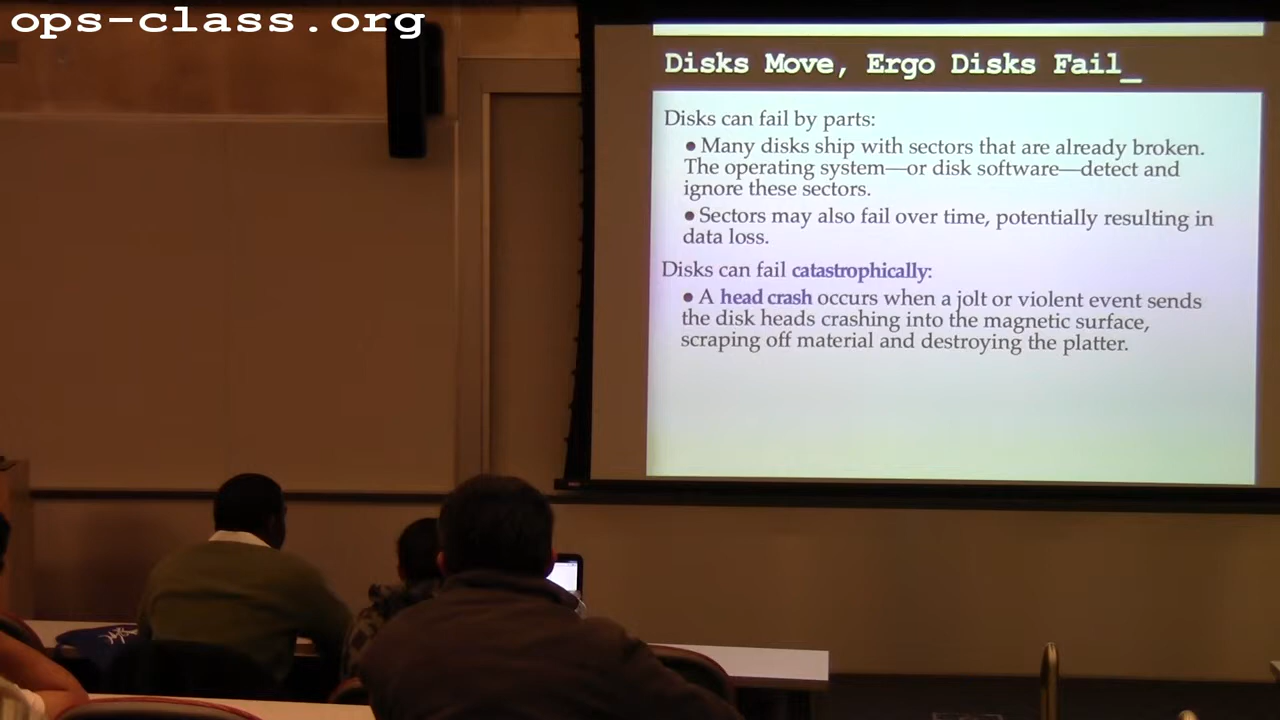 ops-class.org
Disks Move, Ergo Disks Fail_
Disks can fail by parts:
● Many disks ship with sectors that are already broken.
The operating system—or disk software—detect and
ignore these sectors.
● Sectors may also fail over time, potentially resulting in
data loss.
Disks can fail catastrophically:
● A head crash occurs when a jolt or violent event sends
the disk heads crashing into the magnetic surface,
scraping off material and destroying the platter.